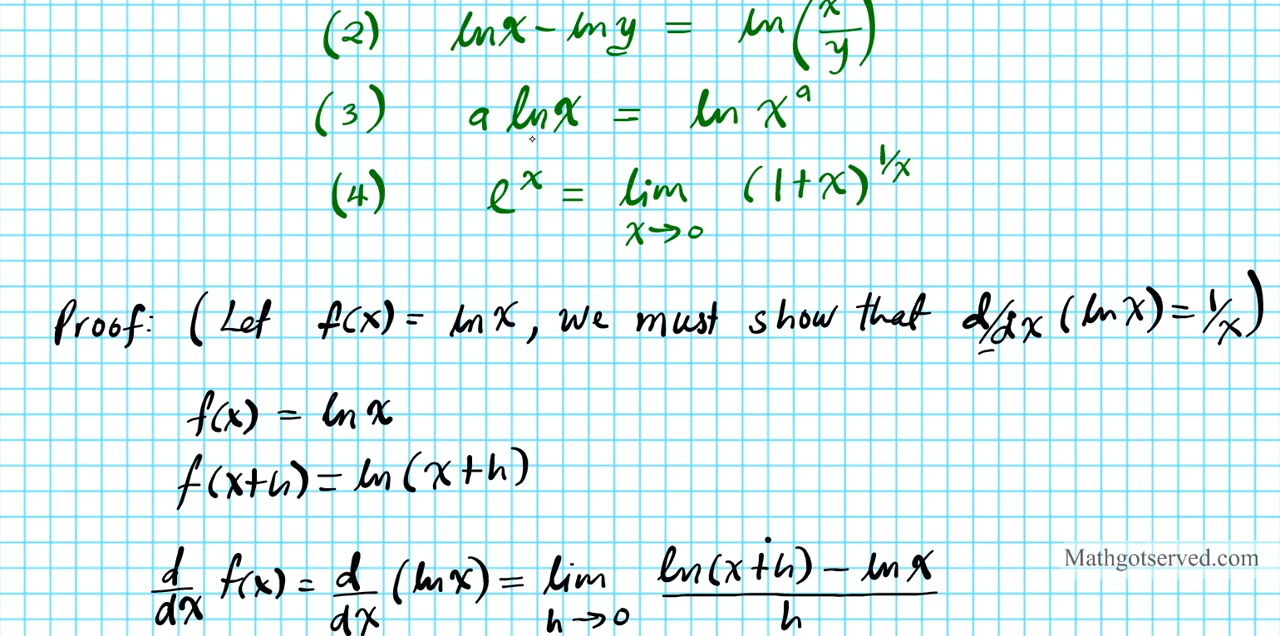 (2) ln x − ln y = ln(x/y)
(3) a ln x = ln x^a
(4) e^x = lim x→0 (1+x)^1/x
Proof: (Let f(x) = ln x, we must show that d/dx (ln x) = 1/x)
f(x) = ln x
f(x+h) = ln(x+h)
Mathgotserved.com
d/dx f(x) = d/dx (ln x) = lim h→0 ln(x+h) − ln x / h